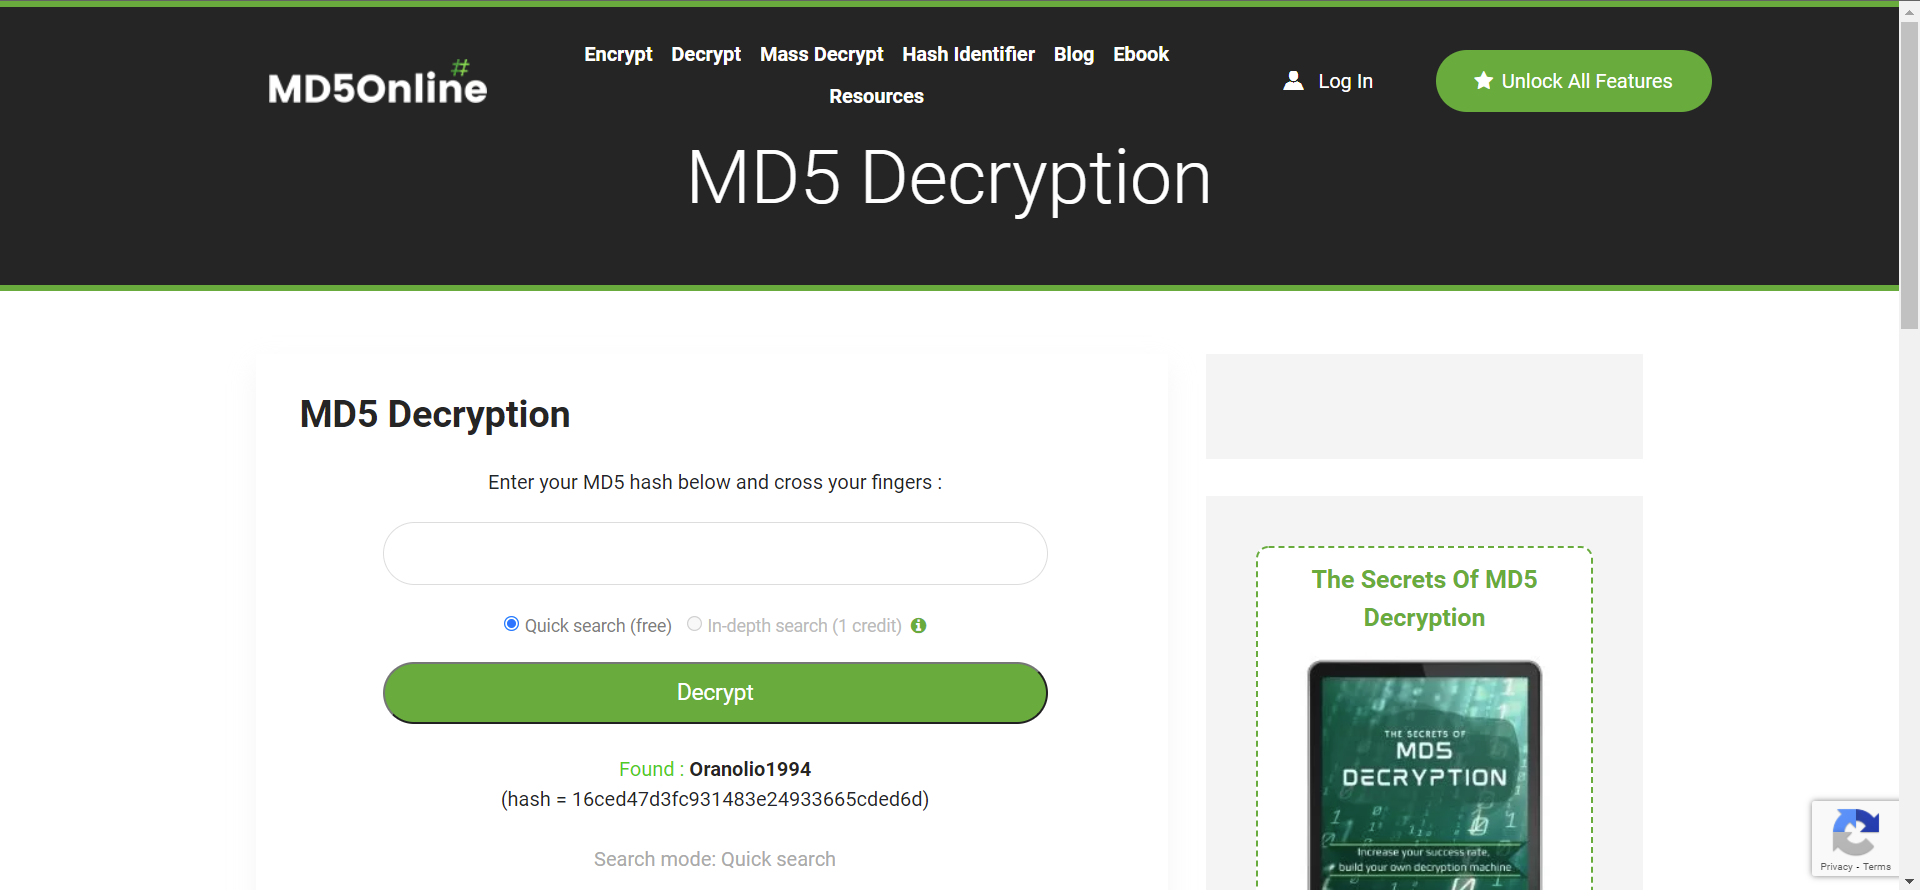 Encrypt Decrypt Mass Decrypt Hash Identifier Blog Ebook
Resources
MD5Online#
Log In
Unlock All Features
MD5 Decryption
MD5 Decryption
Enter your MD5 hash below and cross your fingers :
Quick search (free) In-depth search (1 credit)
Decrypt
Found : Oranolio1994
(hash = 16ced47d3fc931483e24933665cded6d)
Search mode: Quick search
The Secrets Of MD5
Decryption
THE SECRETS OF
MD5
DECRYPTION
Increase your success rate,
build your own decryption machine
Privacy - Terms